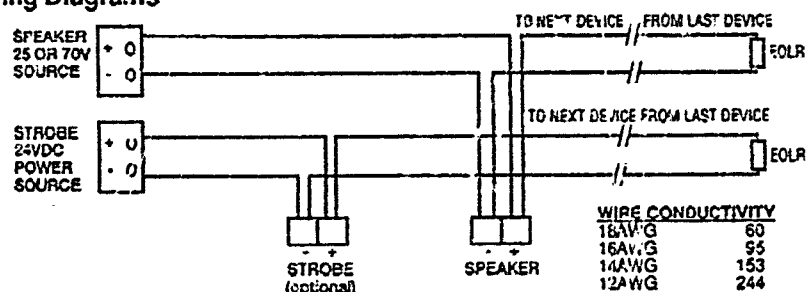 ing Diagrams
SPEAKER
25 OR 70V
SOURCE
+
-
TO NEXT DEVICE
FROM LAST DEVICE
EOLR
STROBE
24VDC
POWER
SOURCE
+
-
TO NEXT DEVICE FROM LAST DEVICE
EOLR
- +
STROBE
(optional)
- +
SPEAKER
WIRE CONDUCTIVITY
18AWG 60
16AWG 95
14AWG 153
12AWG 244